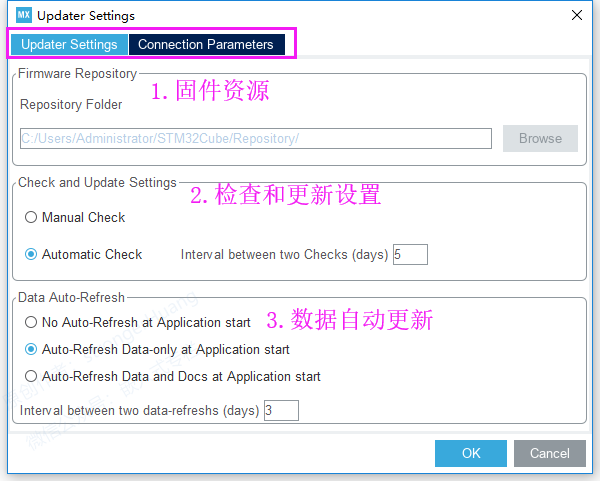 MX Updater Settings
Updater Settings Connection Parameters
Firmware Repository
1.固件资源
Repository Folder
C:/Users/Administrator/STM32Cube/Repository/ Browse
Check and Update Settings
2.检查和更新设置
Manual Check
Automatic Check Interval between two Checks (days) 5
Data Auto-Refresh
No Auto-Refresh at Application start
3.数据自动更新
Auto-Refresh Data-only at Application start
Auto-Refresh Data and Docs at Application start
Interval between two data-refreshs (days) 3
OK Cancel